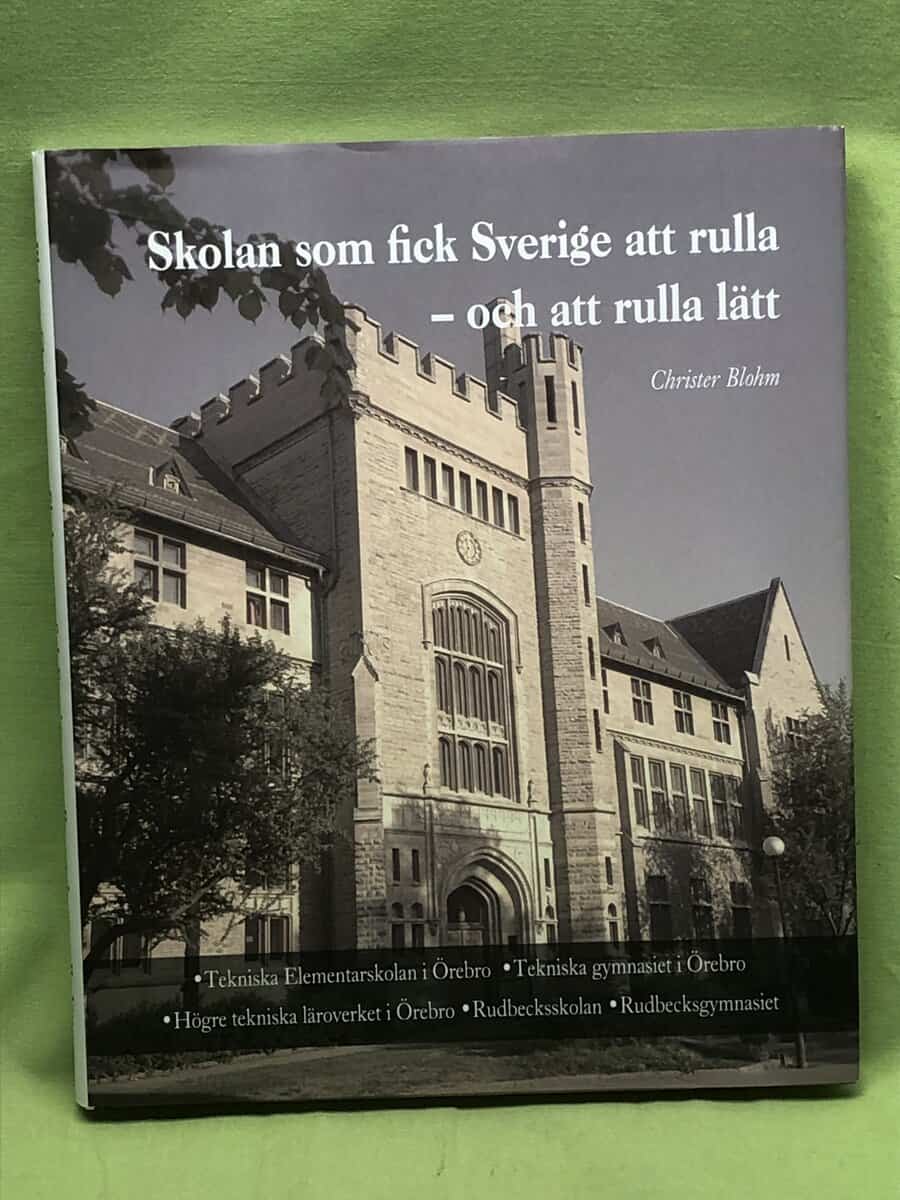 Skolan som fick Sverige att rulla
– och att rulla lätt
Christer Blohm
•Tekniska Elementarskolan i Örebro •Tekniska gymnasiet i Örebro
•Högre tekniska läroverket i Örebro •Rudbecksskolan •Rudbecksgymnasiet